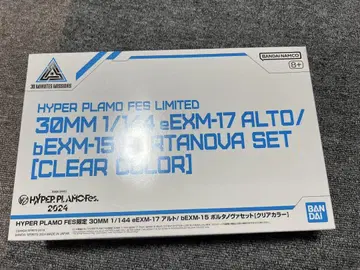 30 MINUTES MISSIONS
BANDAI NAMCO
8+
HYPER PLAMO FES LIMITED
30MM 1/144 eEXM-17 ALTO/
bEXM-15 PORTANOVA SET
[CLEAR COLOR]
HYPER PLAMO Fes.
2024
HYPER PLAMO FES限定 30MM 1/144 eEXM-17 アルト/ bEXM-15 ポルタノヴァセット[クリアカラー]
BAN
DAI